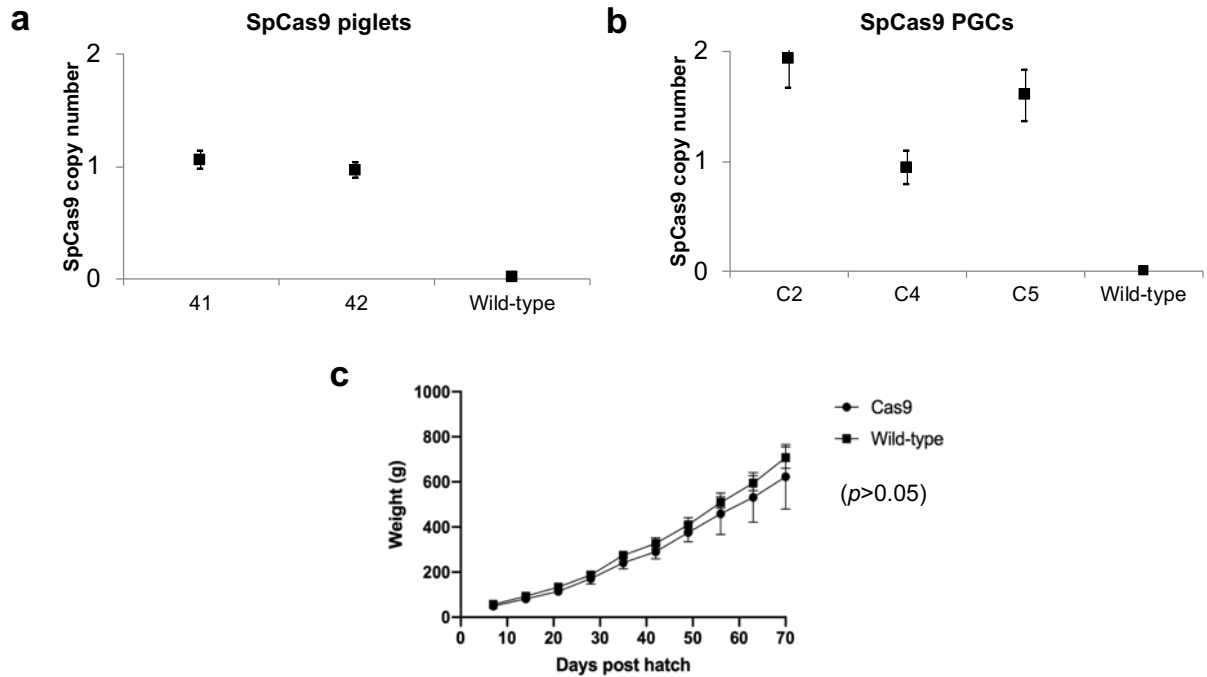 a
SpCas9 piglets
SpCas9 copy number
2
1
0
41 42 Wild-type
b
SpCas9 PGCs
SpCas9 copy number
2
1
0
C2 C4 C5 Wild-type
c
Weight (g)
1000
800
600
400
200
0
0 10 20 30 40 50 60 70
Days post hatch
Cas9
Wild-type
(p>0.05)